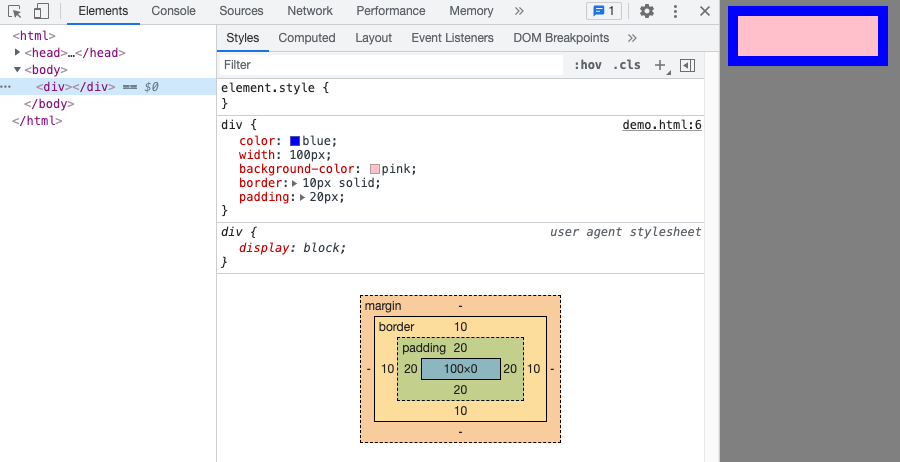 Elements Console Sources Network Performance Memory » 1
<html>
<head>…</head>
<body>
<div></div> == $0
</body>
</html>
Styles Computed Layout Event Listeners DOM Breakpoints »
Filter :hov .cls +
element.style {
}
div { demo.html:6
color: blue;
width: 100px;
background-color: pink;
border: 10px solid;
padding: 20px;
}
div { user agent stylesheet
display: block;
}
margin -
border 10
padding 20
- 10 20 100×0 20 10 -
20
10
-